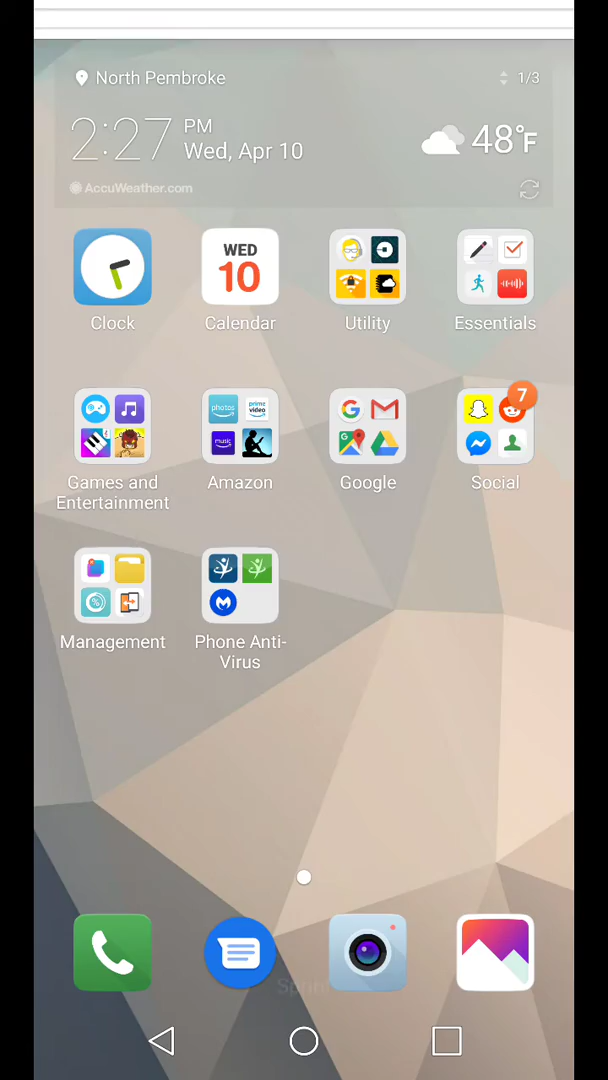 North Pembroke
1/3
2:27 PM
Wed, Apr 10
48°F
AccuWeather.com
WED
10
Clock
Calendar
Utility
Essentials
photos
prime video
music
7
Games and
Entertainment
Amazon
Google
Social
Management
Phone Anti-
Virus